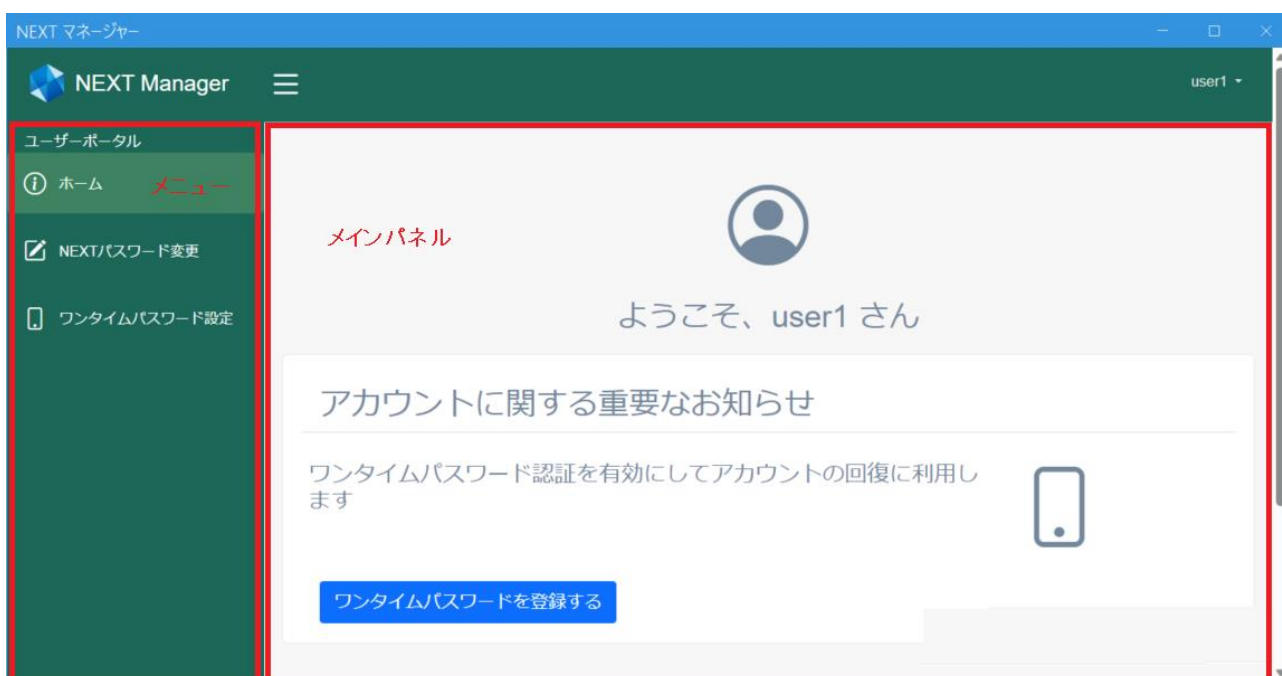 NEXT マネージャー
NEXT Manager
user1
ユーザーポータル
ホーム
メニュー
NEXTパスワード変更
ワンタイムパスワード設定
メインパネル
ようこそ、user1 さん
アカウントに関する重要なお知らせ
ワンタイムパスワード認証を有効にしてアカウントの回復に利用し
ます
ワンタイムパスワードを登録する